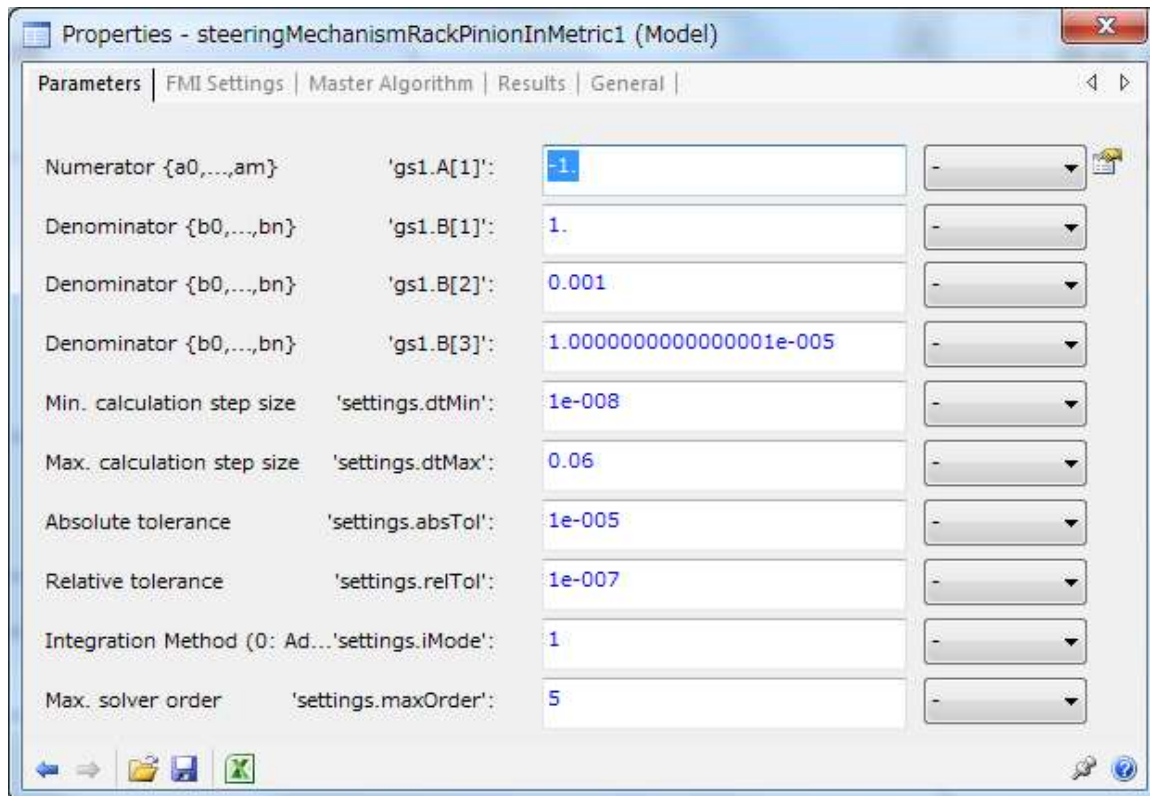 Properties - steeringMechanismRackPinionInMetric1 (Model)
Parameters | FMI Settings | Master Algorithm | Results | General |
Numerator {a0,...,am} 'gs1.A[1]': -1. -
Denominator {b0,...,bn} 'gs1.B[1]': 1. -
Denominator {b0,...,bn} 'gs1.B[2]': 0.001 -
Denominator {b0,...,bn} 'gs1.B[3]': 1.0000000000000001e-005 -
Min. calculation step size 'settings.dtMin': 1e-008 -
Max. calculation step size 'settings.dtMax': 0.06 -
Absolute tolerance 'settings.absTol': 1e-005 -
Relative tolerance 'settings.relTol': 1e-007 -
Integration Method (0: Ad...'settings.iMode': 1 -
Max. solver order 'settings.maxOrder': 5 -